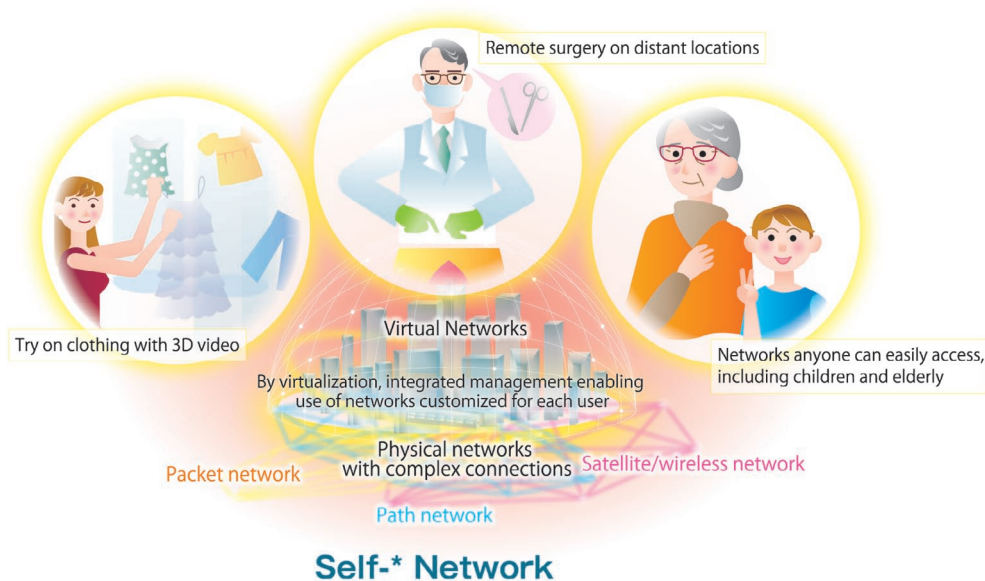 Remote surgery on distant locations
Try on clothing with 3D video
Networks anyone can easily access,
including children and elderly
Virtual Networks
By virtualization, integrated management enabling
use of networks customized for each user
Physical networks
with complex connections
Packet network
Satellite/wireless network
Path network
Self-* Network